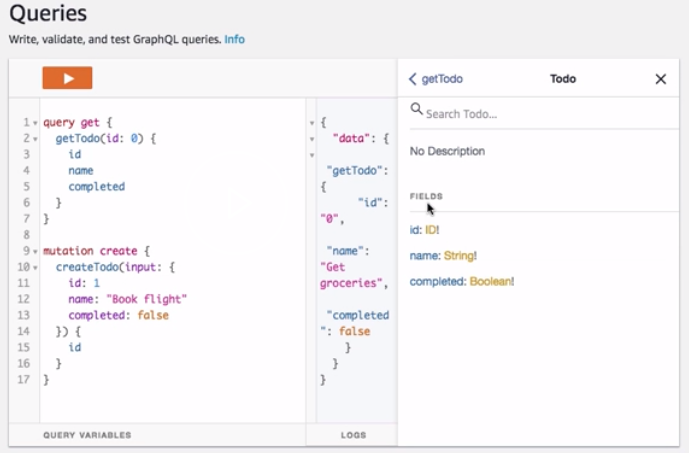 Queries
Write, validate, and test GraphQL queries. Info
1 query get {
2 getTodo(id: 0) {
3 id
4 name
5 completed
6 }
7 }
8
9 mutation create {
10 createTodo(input: {
11 id: 1
12 name: "Book flight"
13 completed: false
14 }) {
15 id
16 }
17 }
QUERY VARIABLES
{
"data": {
"getTodo":
{
"id":
"0",
"name":
"Get
groceries",
"completed
": false
}
}
}
LOGS
getTodo
Todo
Search Todo...
No Description
FIELDS
id: ID!
name: String!
completed: Boolean!